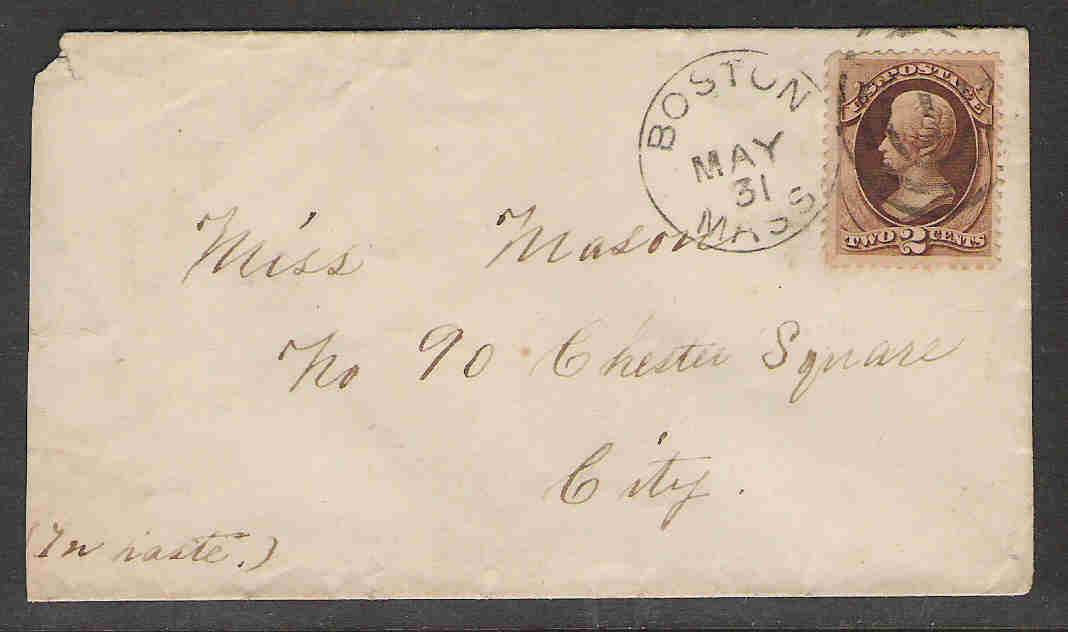 BOSTON
MAY
31
MASS
U.S. POSTAGE
TWO 2 CENTS
Miss Mason
No 90 Chester Square
City.
(In haste.)